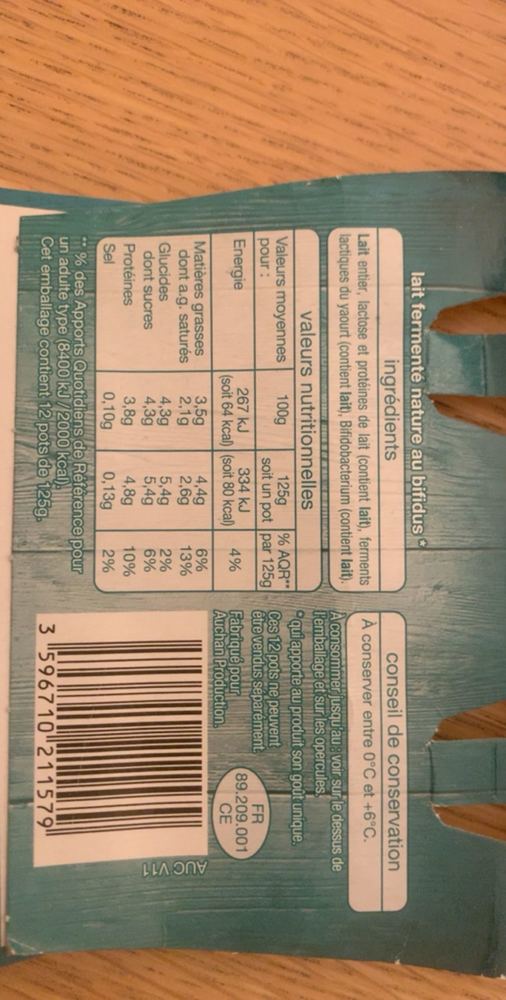 lait fermenté nature au bifidus*
ingrédients
Lait entier, lactose et protéines de lait (contient lait), ferments
lactiques du yaourt (contient lait), Bifidobacterium (contient lait).
valeurs nutritionnelles
Valeurs moyennes pour : 100g 125g soit un pot % AQR** par 125g
Energie 267 kJ (soit 64 kcal) 334 kJ (soit 80 kcal) 4%
Matières grasses 3,5g 4,4g 6%
dont a.g. saturés 2,1g 2,6g 13%
Glucides 4,3g 5,4g 2%
dont sucres 4,3g 5,4g 6%
Protéines 3,8g 4,8g 10%
Sel 0,10g 0,13g 2%
** % des Apports Quotidiens de Référence pour
un adulte type (8400 kJ / 2000 kcal).
Cet emballage contient 12 pots de 125g.
conseil de conservation
À conserver entre 0°C et +6°C.
A consommer jusqu'au : voir sur le dessus de
l'emballage et sur les opercules.
* qui apporte au produit son goût unique.
Ces 12 pots ne peuvent
être vendus séparément.
Fabriqué pour
Auchan Production.
FR
89.209.001
CE
AUC V11
3 596710 211579